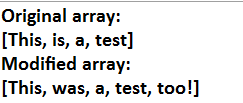 Original array:
[This, is, a, test]
Modified array:
[This, was, a, test, too!]